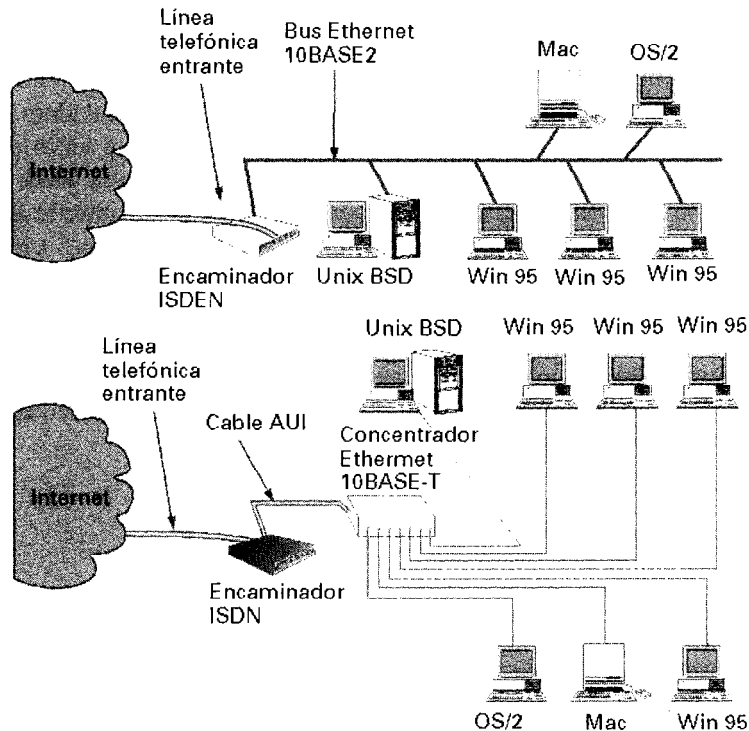 Línea
telefónica
entrante
Bus Ethernet
10BASE2
Mac
OS/2
Internet
Encaminador
ISDEN
Unix BSD
Win 95
Win 95
Win 95
Línea
telefónica
entrante
Cable AUI
Unix BSD
Concentrador
Ethermet
10BASE-T
Win 95
Win 95
Win 95
Internet
Encaminador
ISDN
OS/2
Mac
Win 95